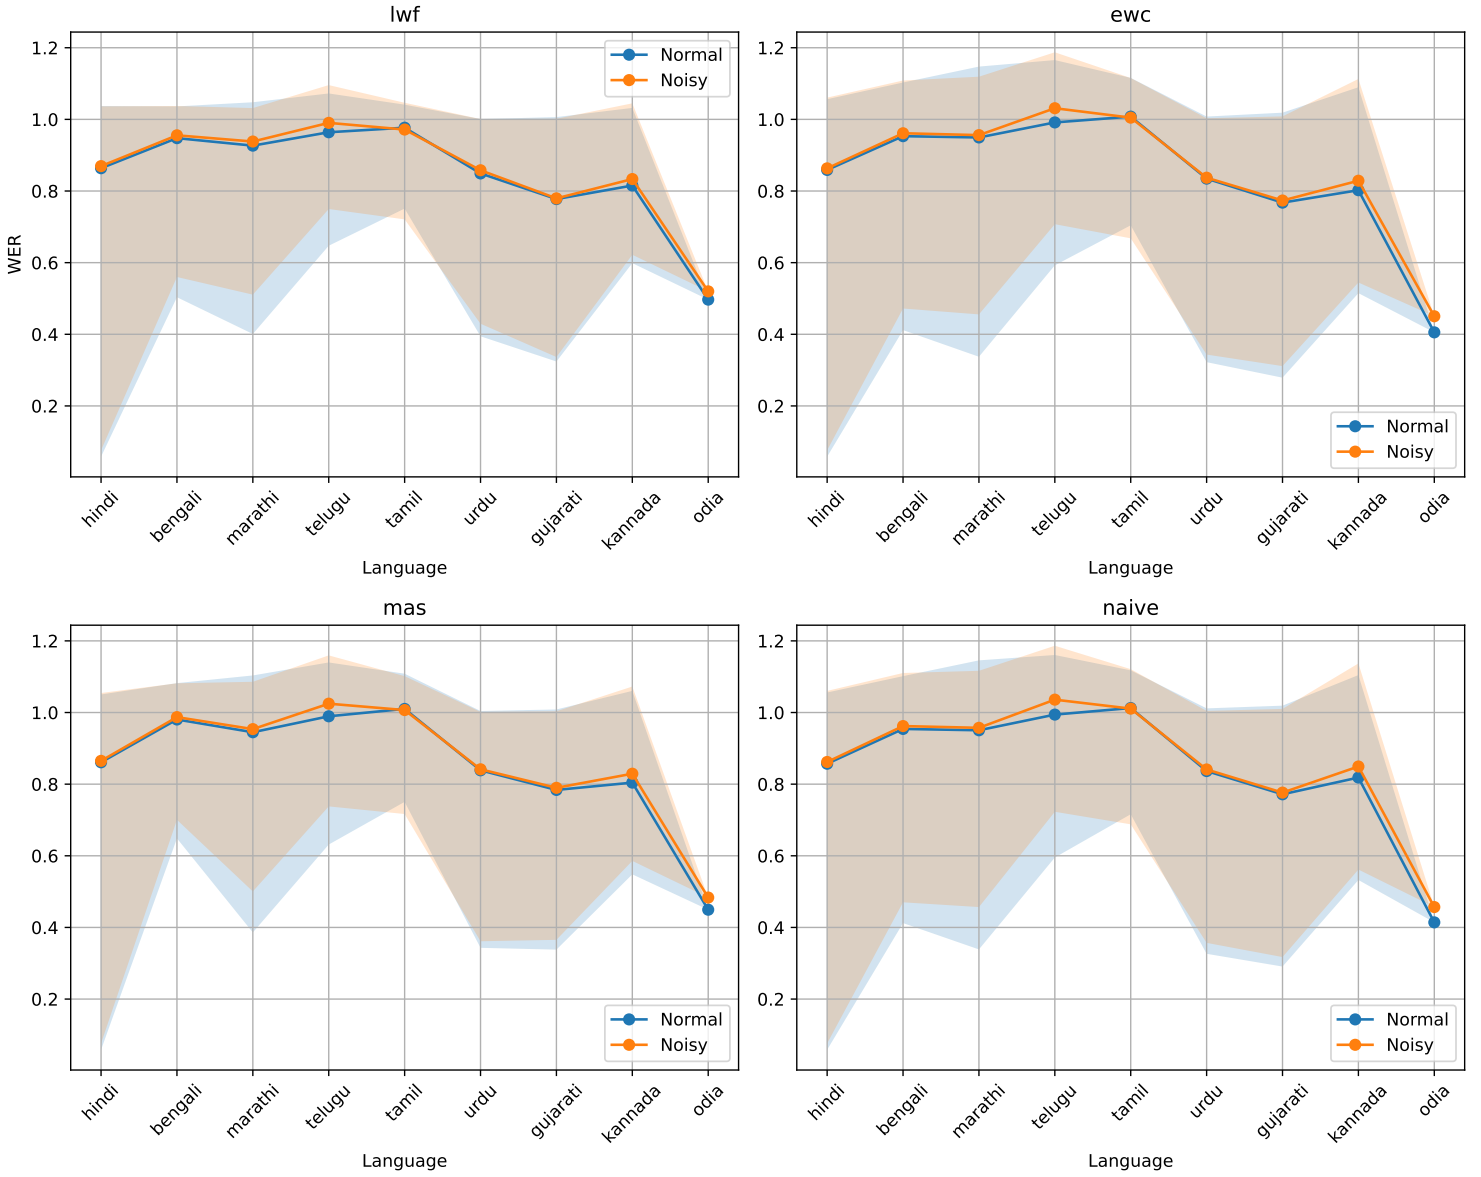 lwf
1.2
1.0
0.8
0.6
0.4
0.2
WER
Normal
Noisy
hindi
bengali
marathi
telugu
tamil
urdu
gujarati
kannada
odia
Language
ewc
1.2
1.0
0.8
0.6
0.4
0.2
Normal
Noisy
hindi
bengali
marathi
telugu
tamil
urdu
gujarati
kannada
odia
Language
mas
1.2
1.0
0.8
0.6
0.4
0.2
Normal
Noisy
hindi
bengali
marathi
telugu
tamil
urdu
gujarati
kannada
odia
Language
naive
1.2
1.0
0.8
0.6
0.4
0.2
Normal
Noisy
hindi
bengali
marathi
telugu
tamil
urdu
gujarati
kannada
odia
Language